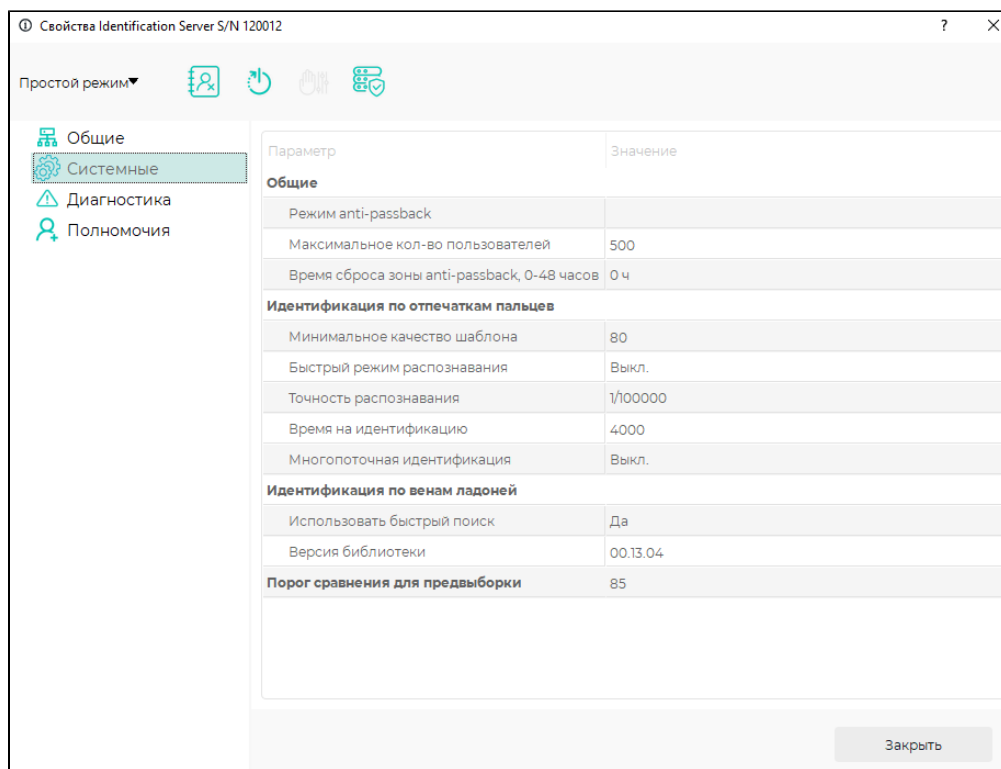 Свойства Identification Server S/N 120012
?
Простой режим
Общие
Системные
Диагностика
Полномочия
Параметр Значение
Общие
Режим anti-passback
Максимальное кол-во пользователей 500
Время сброса зоны anti-passback, 0-48 часов 0 ч
Идентификация по отпечаткам пальцев
Минимальное качество шаблона 80
Быстрый режим распознавания Выкл.
Точность распознавания 1/100000
Время на идентификацию 4000
Многопоточная идентификация Выкл.
Идентификация по венам ладоней
Использовать быстрый поиск Да
Версия библиотеки 00.13.04
Порог сравнения для предвыборки 85
Закрыть